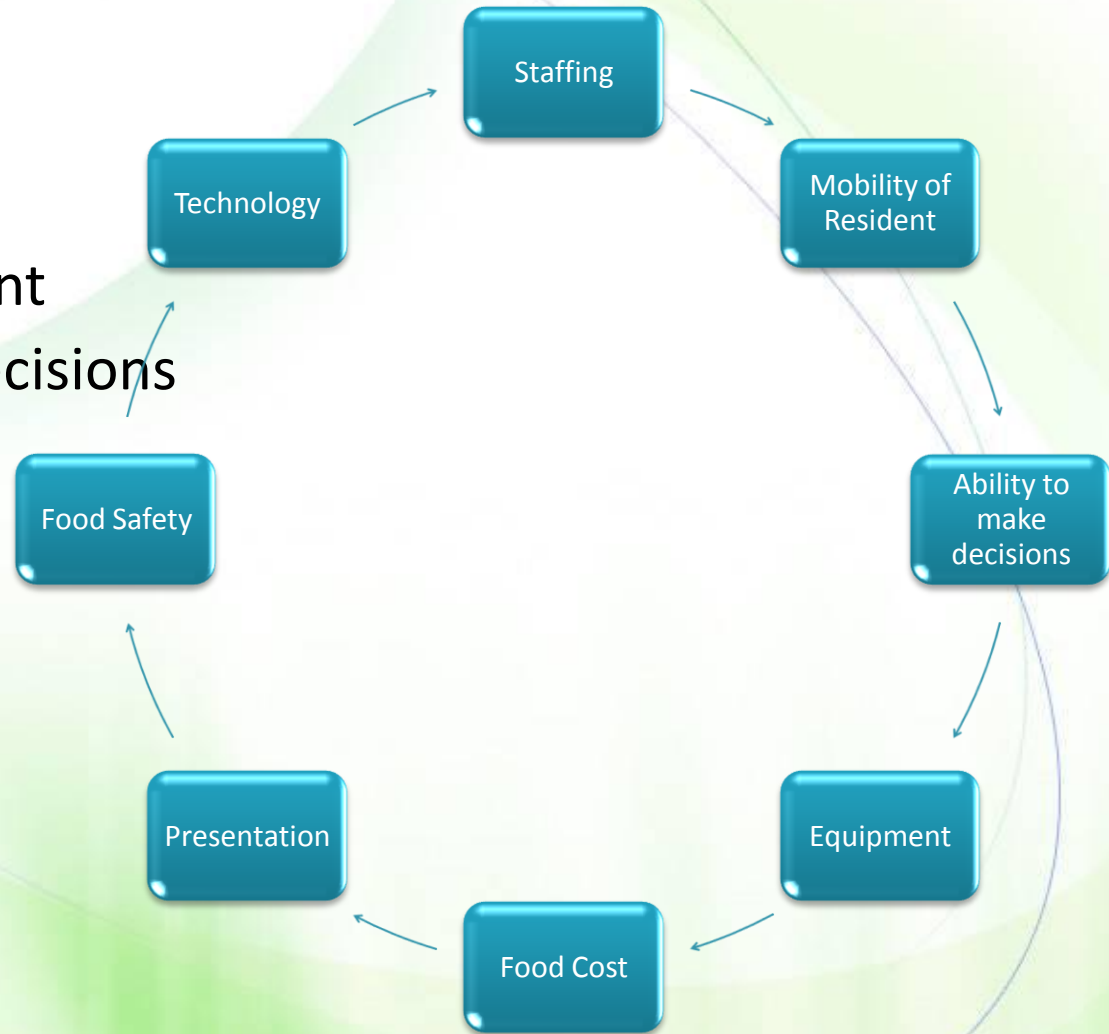 Staffing
Mobility of
Resident
Ability to
make
decisions
Equipment
Food Cost
Presentation
Food Safety
Technology
nt
cisions